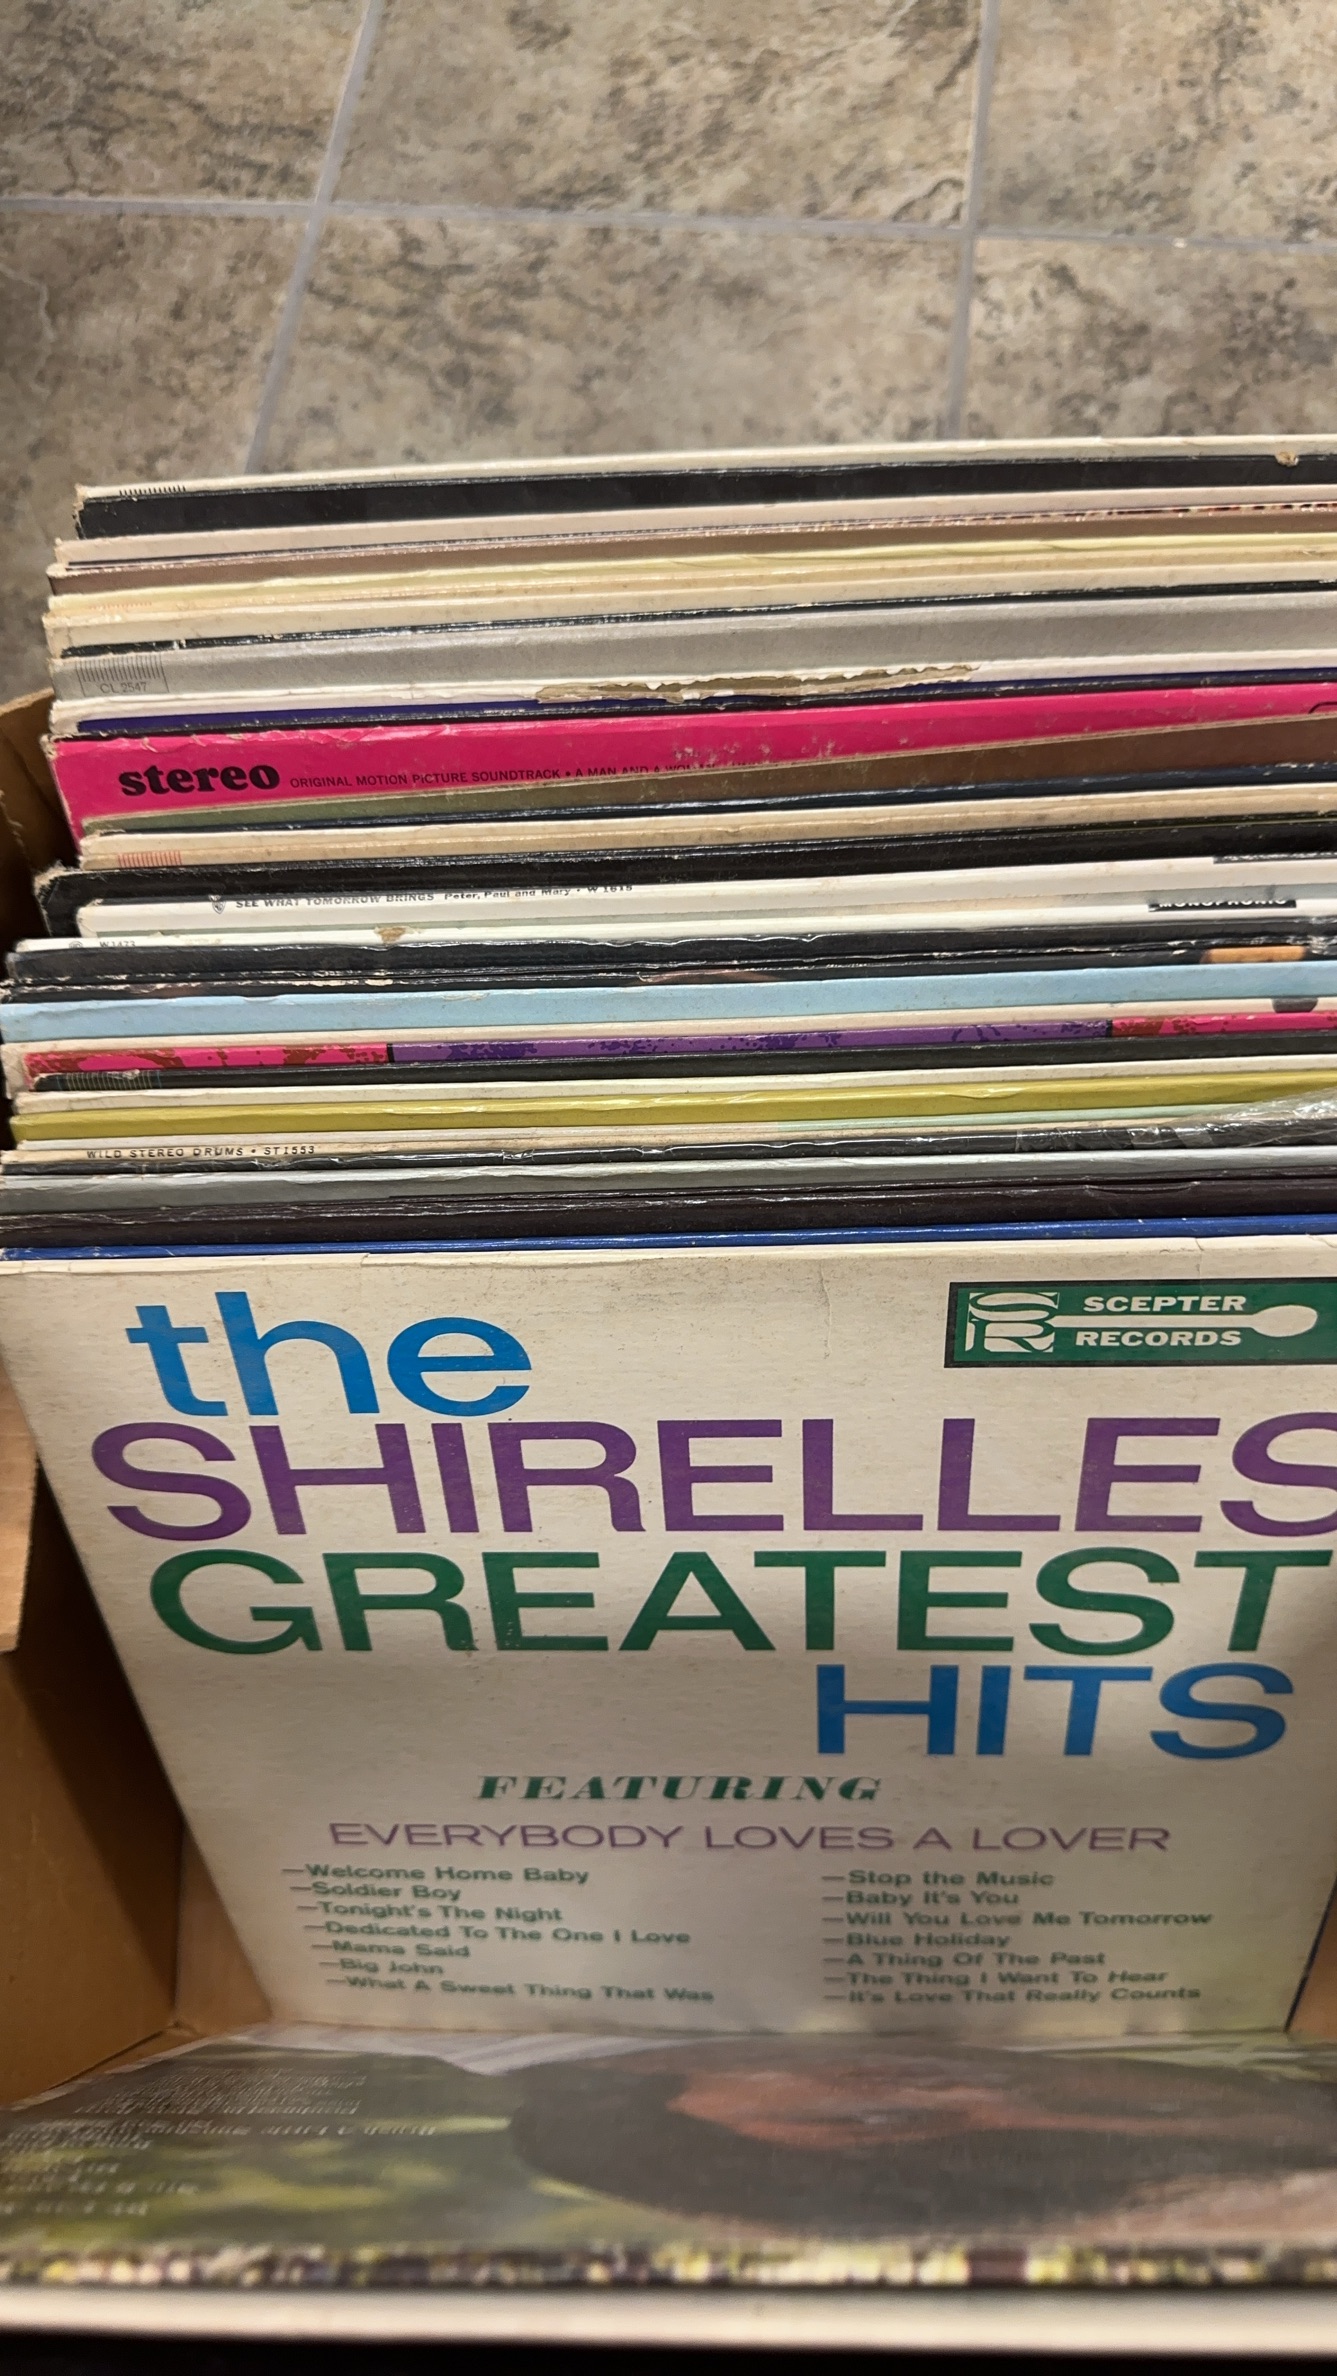 CL 2547
stereo ORIGINAL MOTION PICTURE SOUNDTRACK • A MAN AND A
SEE WHAT TOMORROW BRINGS Peter, Paul and Mary • W 1615
MONOPHONIC
W1473
WILD STEREO DRUMS • ST1553
the
SHIRELLES
GREATEST
HITS
SCEPTER
RECORDS
FEATURING
EVERYBODY LOVES A LOVER
—Welcome Home Baby
—Soldier Boy
—Tonight's The Night
—Dedicated To The One I Love
—Mama Said
—Big John
—What A Sweet Thing That Was
—Stop the Music
—Baby It's You
—Will You Love Me Tomorrow
—Blue Holiday
—A Thing Of The Past
—The Thing I Want To Hear
—It's Love That Really Counts